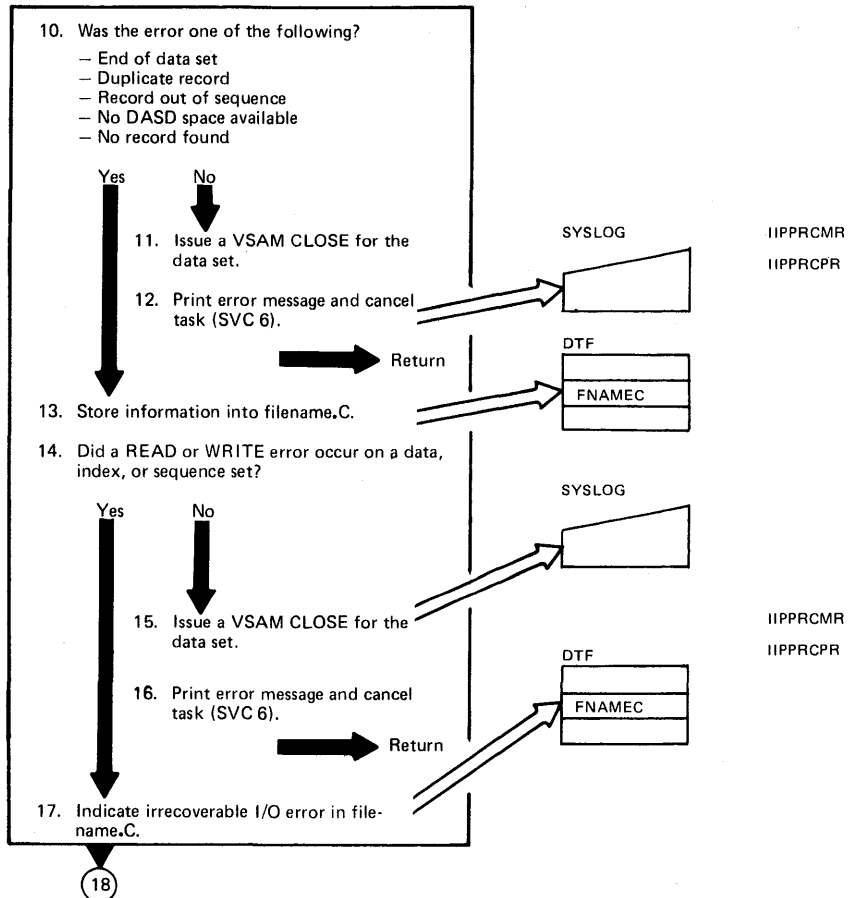 10. Was the error one of the following?
– End of data set
– Duplicate record
– Record out of sequence
– No DASD space available
– No record found
Yes No
11. Issue a VSAM CLOSE for the
data set.
SYSLOG
IIPPRCMR
IIPPRCPR
12. Print error message and cancel
task (SVC 6).
Return
DTF
FNAMEC
13. Store information into filename.C.
14. Did a READ or WRITE error occur on a data,
index, or sequence set?
SYSLOG
Yes No
15. Issue a VSAM CLOSE for the
data set.
IIPPRCMR
IIPPRCPR
DTF
FNAMEC
16. Print error message and cancel
task (SVC 6).
Return
17. Indicate irrecoverable I/O error in file-
name.C.
18